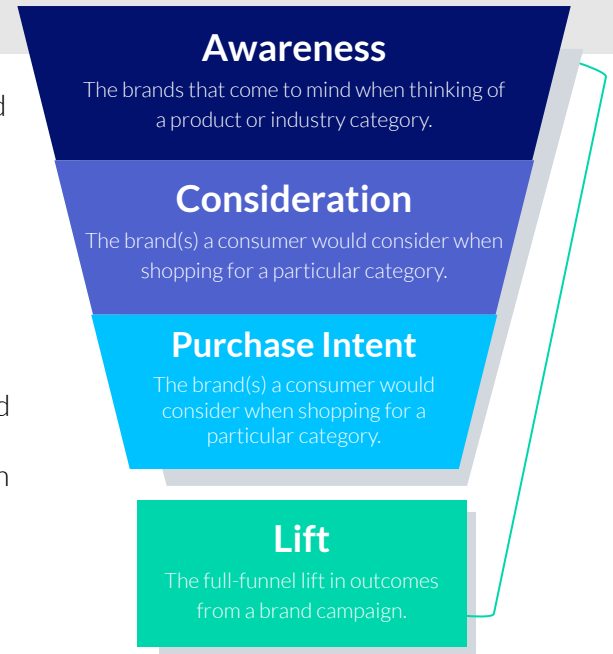 Awareness
The brands that come to mind when thinking of
a product or industry category.
Consideration
The brand(s) a consumer would consider when
shopping for a particular category.
Purchase Intent
The brand(s) a consumer would
consider when shopping for a
particular category.
Lift
The full-funnel lift in outcomes
from a brand campaign.